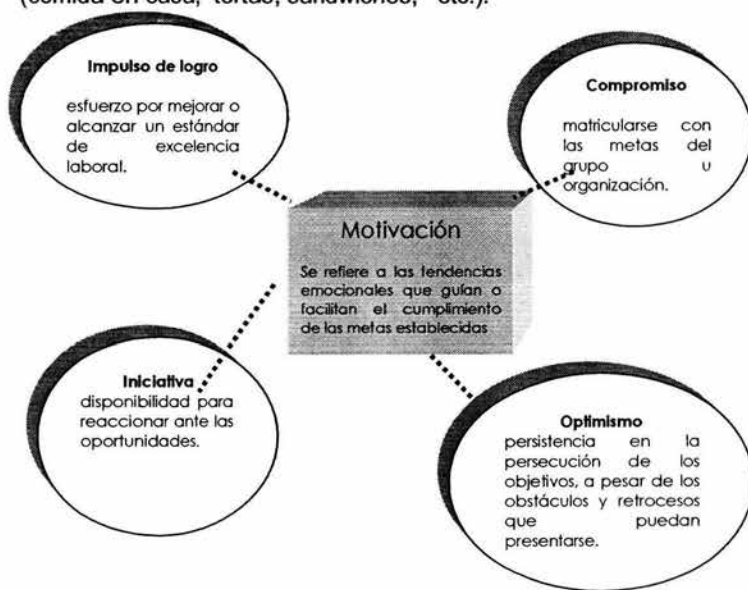 (comida en casa, tortas, sándwiches, etc.).
Impulso de logro
esfuerzo por mejorar o
alcanzar un estándar
de excelencia
laboral.
Compromiso
matricularse con
las metas del
grupo u
organización.
Motivación
Se refiere a las tendencias
emocionales que guían o
facilitan el cumplimiento
de las metas establecidas
Iniciativa
disponibilidad para
reaccionar ante las
oportunidades.
Optimismo
persistencia en la
persecución de los
objetivos, a pesar de los
obstáculos y retrocesos
que puedan
presentarse.